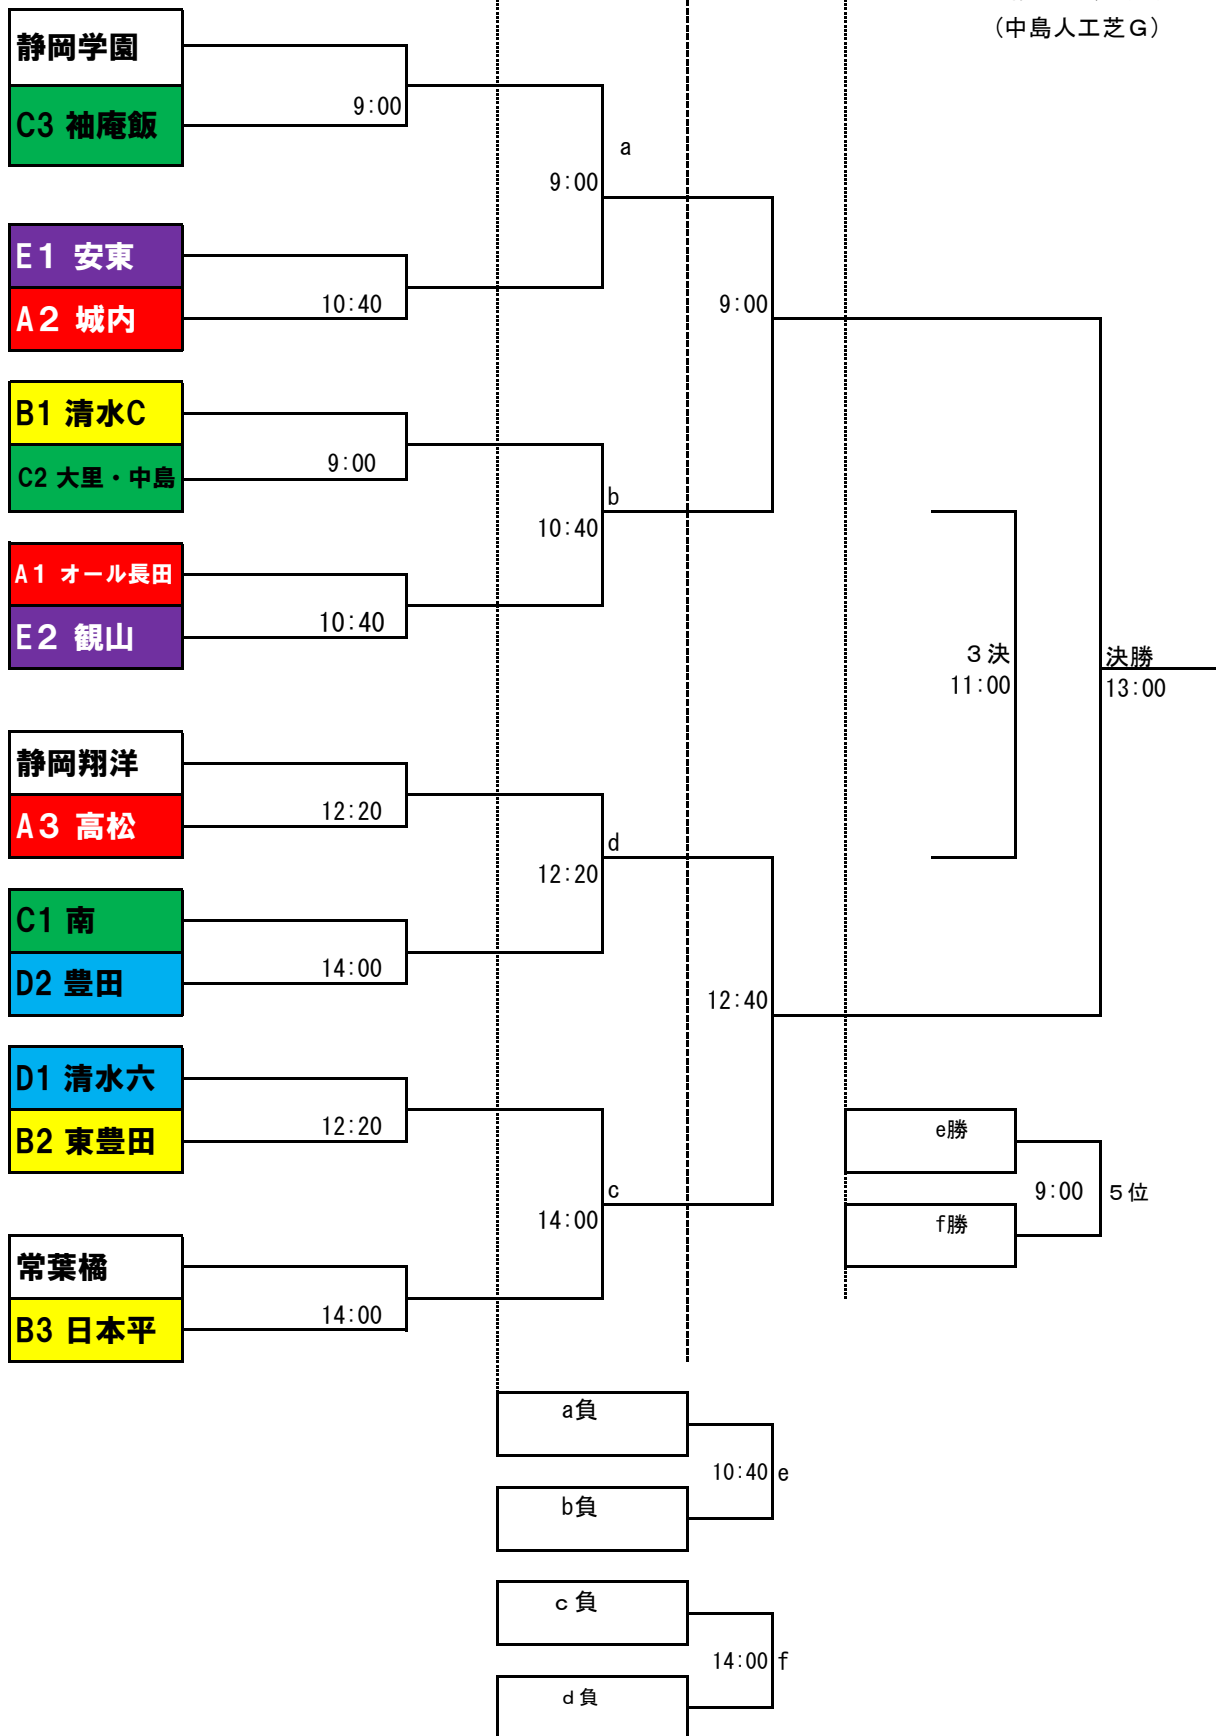 （中島人工芝Ｇ）
静岡学園
9:00
C3 袖庵飯
a
9:00
E1 安東
10:40
A2 城内
9:00
B1 清水C
9:00
C2 大里・中島
b
10:40
A1 オール長田
10:40
E2 観山
３決
11:00
決勝
13:00
静岡翔洋
12:20
A3 高松
d
12:20
C1 南
14:00
D2 豊田
12:40
D1 清水六
12:20
B2 東豊田
e勝
9:00
５位
f勝
c
14:00
常葉橘
14:00
B3 日本平
a負
10:40 e
b負
ｃ負
14:00 f
ｄ負